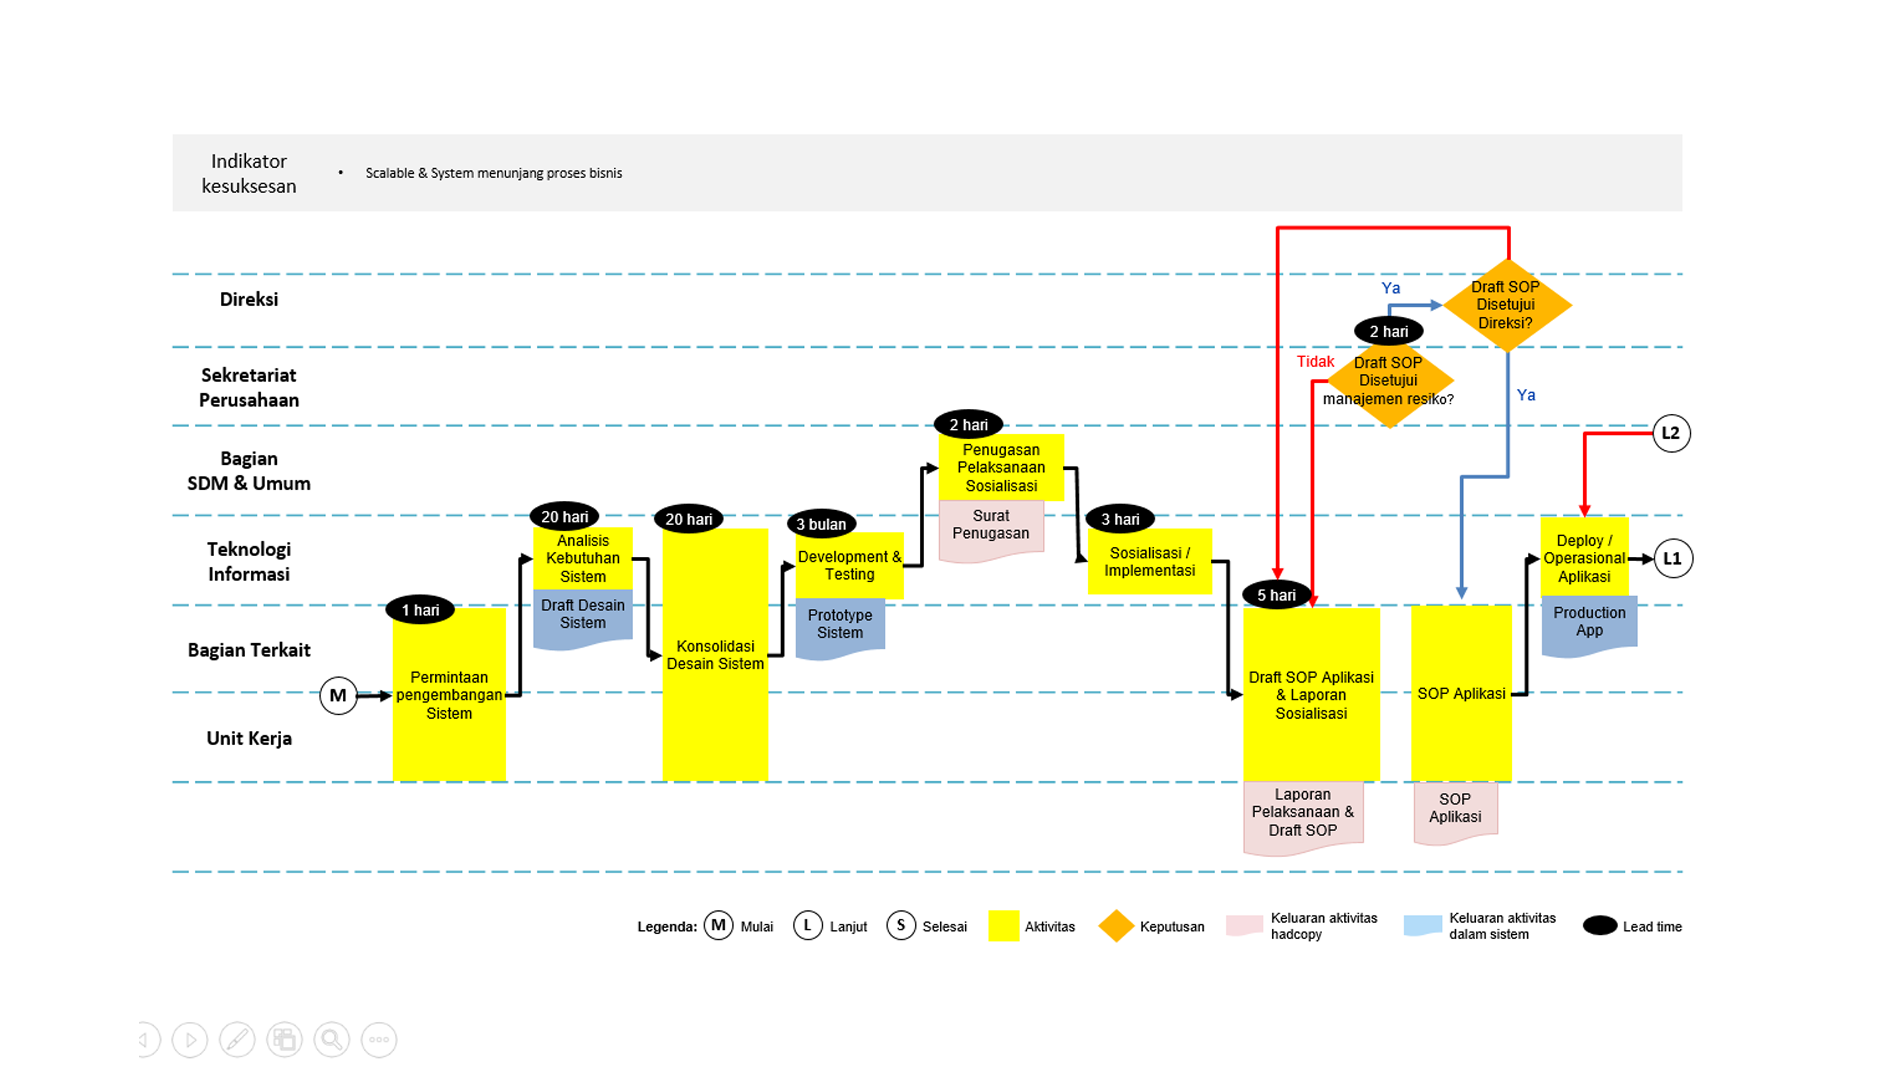 Indikator
kesuksesan
• Scalable & System menunjang proses bisnis
Direksi
Ya
Draft SOP
Disetujui
Direksi?
2 hari
Sekretariat
Perusahaan
Tidak
Draft SOP
Disetujui
manajemen resiko?
Ya
Bagian
SDM & Umum
2 hari
Penugasan
Pelaksanaan
Sosialisasi
Surat
Penugasan
L2
Teknologi
Informasi
20 hari
Analisis
Kebutuhan
Sistem
Draft Desain
Sistem
20 hari
3 bulan
Development &
Testing
Prototype
Sistem
3 hari
Sosialisasi /
Implementasi
5 hari
Deploy /
Operasional
Aplikasi
L1
Production
App
Bagian Terkait
1 hari
M
Permintaan
pengembangan
Sistem
Konsolidasi
Desain Sistem
Draft SOP Aplikasi
& Laporan
Sosialisasi
SOP Aplikasi
Unit Kerja
Laporan
Pelaksanaan &
Draft SOP
SOP
Aplikasi
Legenda:
M Mulai
L Lanjut
S Selesai
Aktivitas
Keputusan
Keluaran aktivitas
hadcopy
Keluaran aktivitas
dalam sistem
Lead time